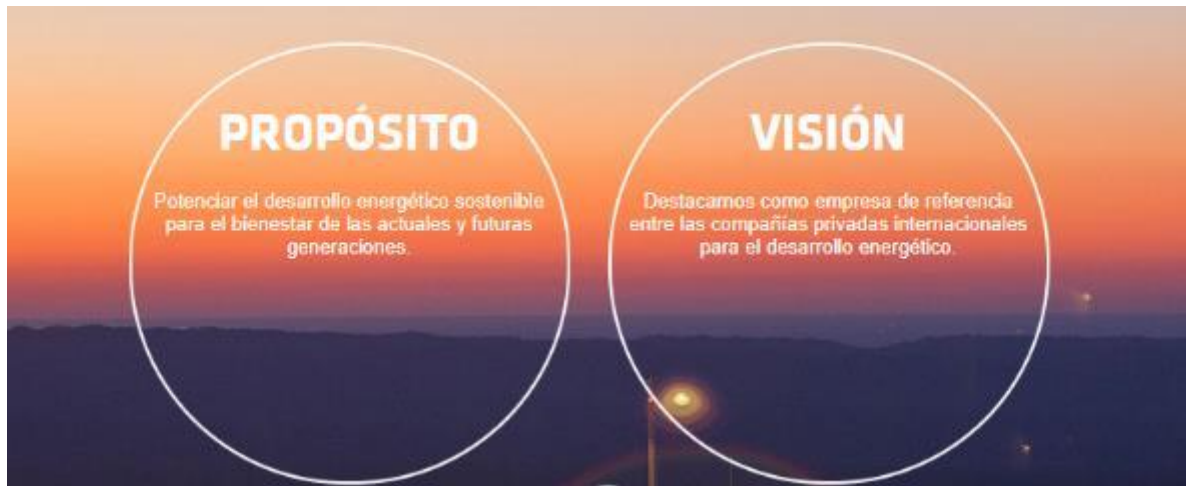 PROPÓSITO
Potenciar el desarrollo energético sostenible
para el bienestar de las actuales y futuras
generaciones.
VISIÓN
Destacarnos como empresa de referencia
entre las compañías privadas internacionales
para el desarrollo energético.